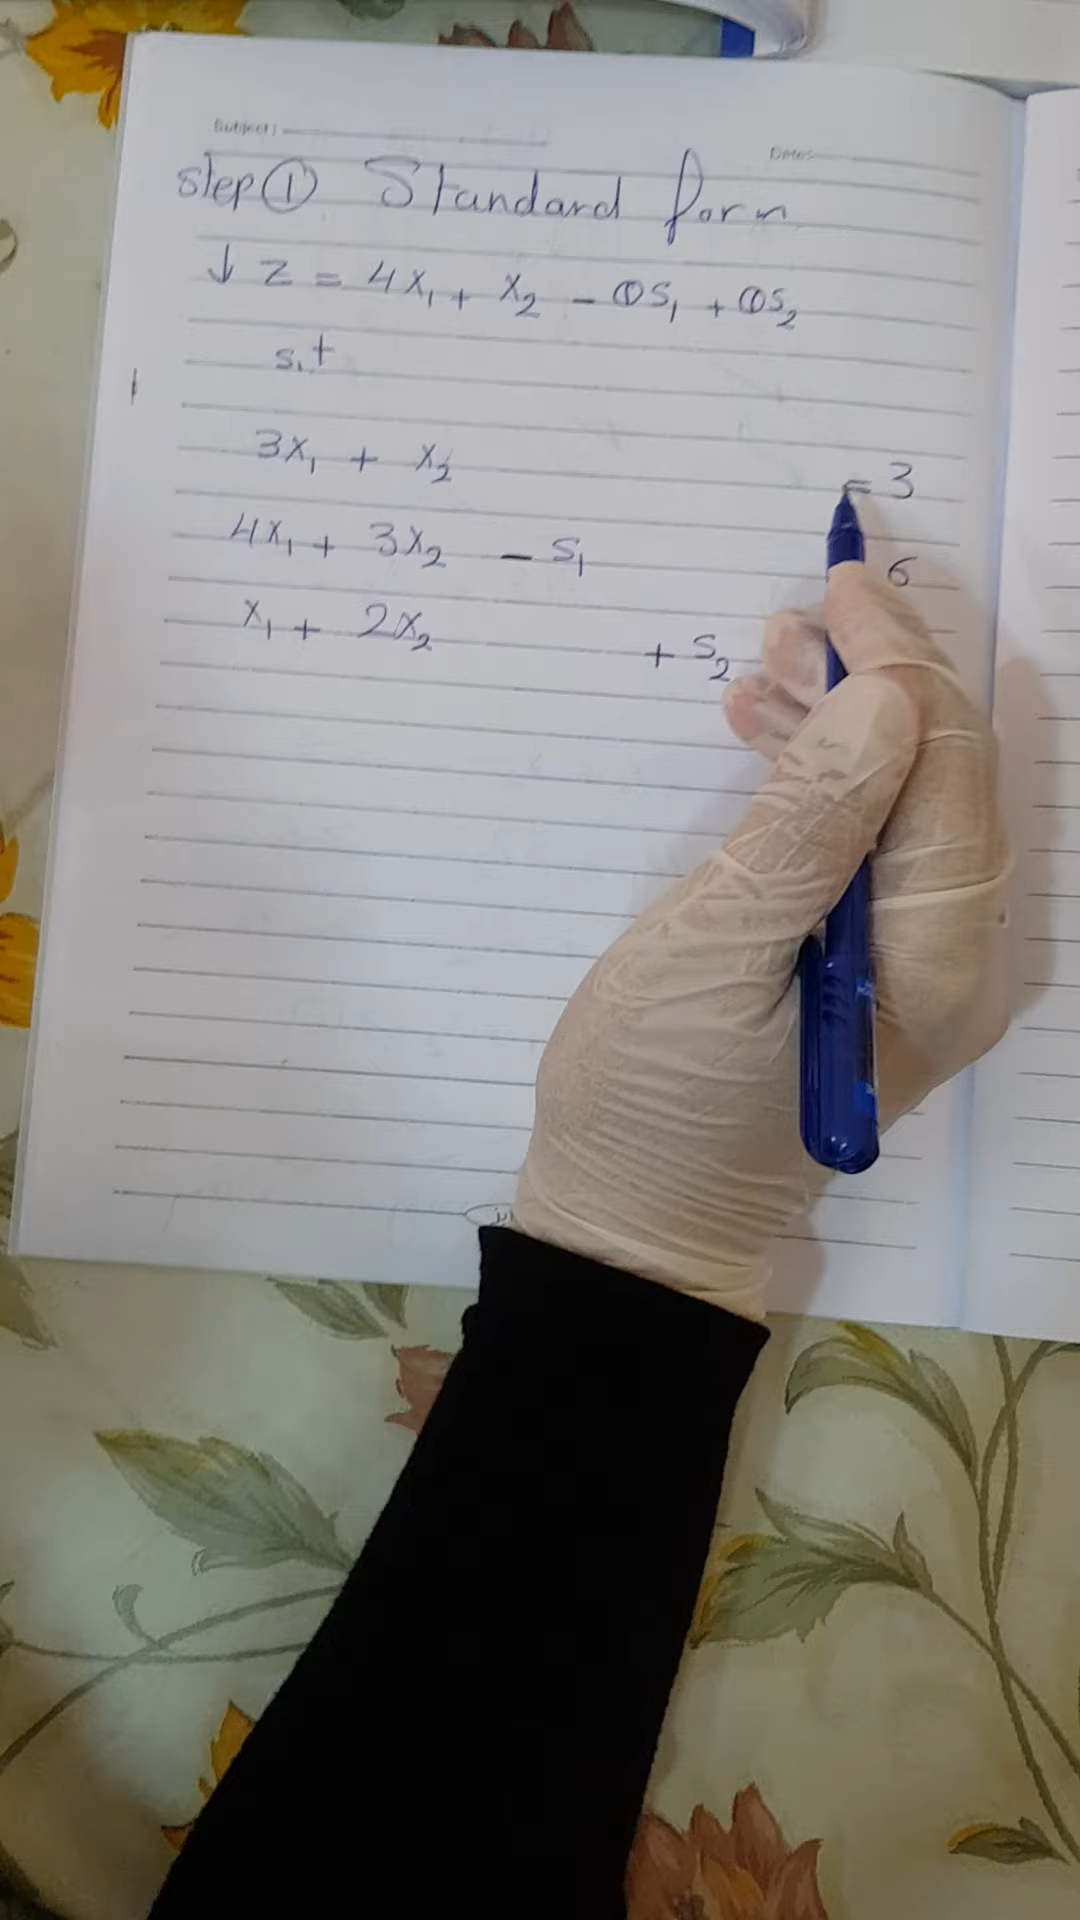 Subject:
Date:
step ① Standard form
↓ Z = 4x₁ + x₂ - 0S₁ + 0S₂
s.t
3x₁ + x₂ = 3
4x₁ + 3x₂ - S₁ 6
x₁ + 2x₂ + S₂